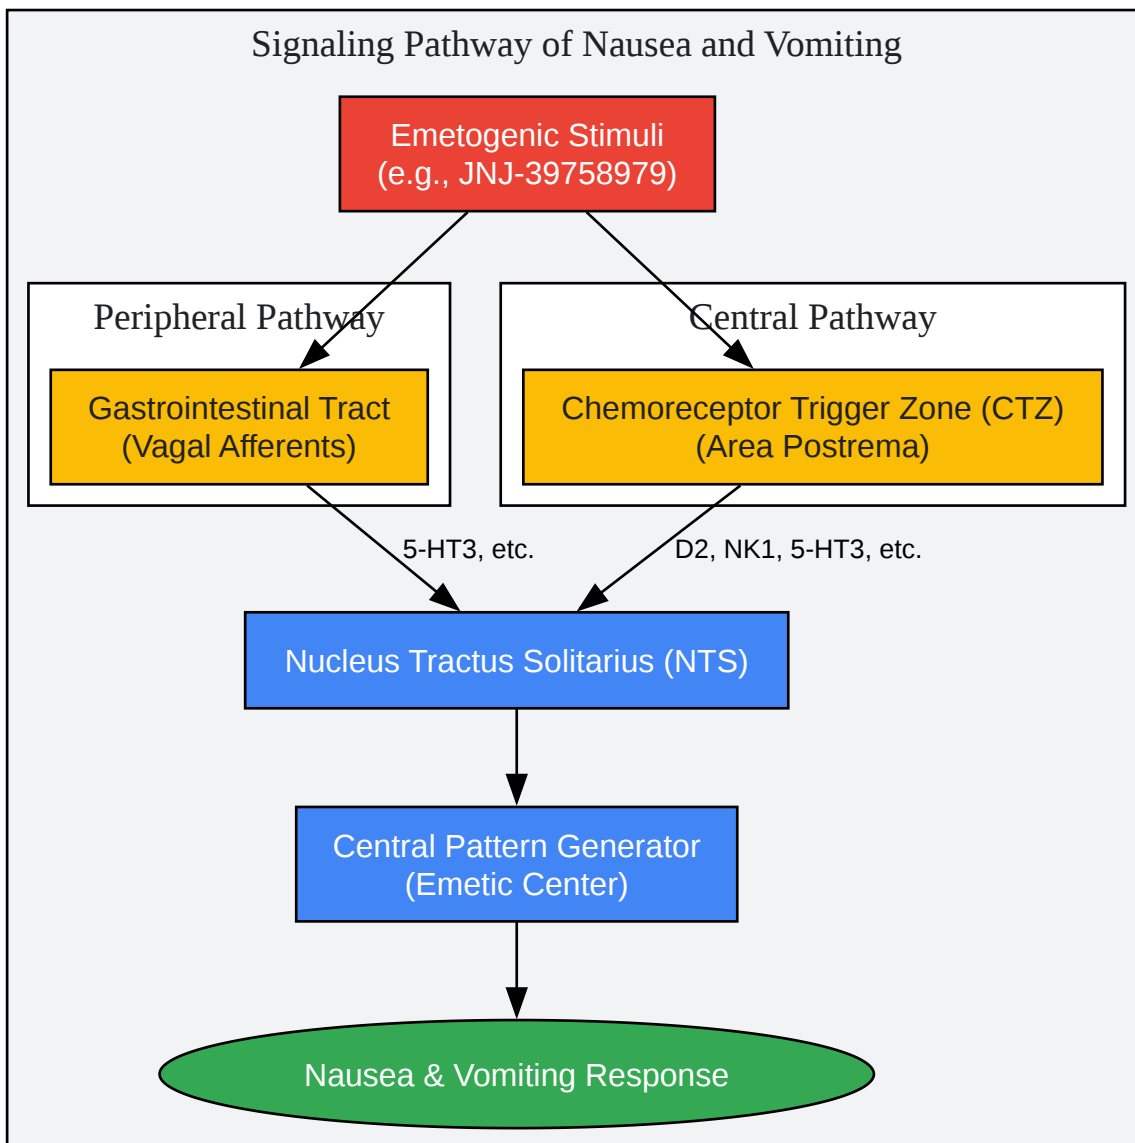 Signaling Pathway of Nausea and Vomiting
Emetogenic Stimuli
(e.g., JNJ-39758979)
Peripheral Pathway
Central Pathway
Gastrointestinal Tract
(Vagal Afferents)
Chemoreceptor Trigger Zone (CTZ)
(Area Postrema)
5-HT3, etc.
D2, NK1, 5-HT3, etc.
Nucleus Tractus Solitarius (NTS)
Central Pattern Generator
(Emetic Center)
Nausea & Vomiting Response